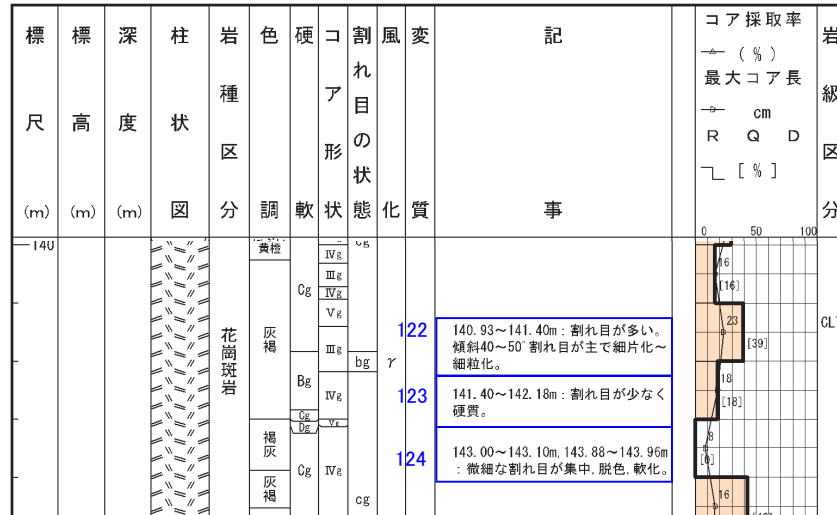 標尺(m)
標高(m)
深度(m)
柱状図
岩種区分
色調
硬軟
コア形状
割れ目の状態
風化
変質
記事
コア採取率
(%)
最大コア長
cm
R Q D
[%]
岩級区分
0 50 100
140
黄橙
灰褐
褐灰
灰褐
花崗斑岩
Cg
Bg
Cg
Dg
Cg
Ⅳg
Ⅲg
Ⅳg
Ⅴg
Ⅲg
Ⅳg
Ⅴg
Ⅳg
cg
bg
cg
γ
122
140.93～141.40m：割れ目が多い。
傾斜40～50°割れ目が主で細片化～
細粒化。
123
141.40～142.18m：割れ目が少なく
硬質。
124
143.00～143.10m, 143.88～143.96m
：微細な割れ目が集中, 脱色, 軟化。
16
[16]
23
[39]
18
[18]
8
[0]
16